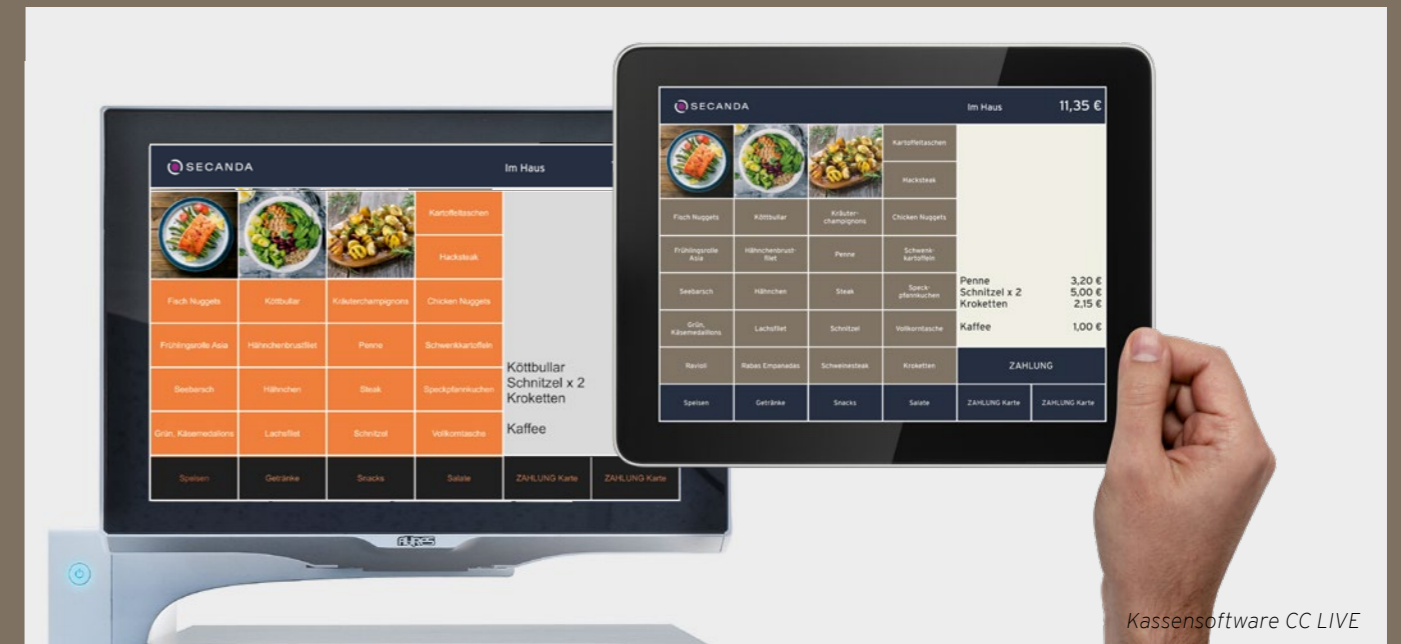 SECANDA
Im Haus
Kartoffeltaschen
Hacksteak
Fisch Nuggets
Köttbullar
Kräuterchampignons
Chicken Nuggets
Frühlingsrolle Asia
Hähnchenbrustfilet
Penne
Schwenkkartoffeln
Seebarsch
Hähnchen
Steak
Speckpfannkuchen
Grün, Käsemedaillons
Lachsfilet
Schnitzel
Vollkorntasche
Köttbullar
Schnitzel x 2
Kroketten
Kaffee
Speisen
Getränke
Snacks
Salate
ZAHLUNG Karte
ZAHLUNG Karte
AURES
SECANDA
Im Haus
11,35 €
Kartoffeltaschen
Hacksteak
Fisch Nuggets
Köttbullar
Kräuter-
champignons
Chicken Nuggets
Frühlingsrolle
Asia
Hähnchenbrust-
filet
Penne
Schwenk-
kartoffeln
Seebarsch
Hähnchen
Steak
Speck-
pfannkuchen
Grün,
Käsemedaillons
Lachsfilet
Schnitzel
Vollkorntasche
Ravioli
Rabas Empanadas
Schweinesteak
Kroketten
Penne 3,20 €
Schnitzel x 2 5,00 €
Kroketten 2,15 €
Kaffee 1,00 €
ZAHLUNG
Speisen
Getränke
Snacks
Salate
ZAHLUNG Karte
ZAHLUNG Karte
Kassensoftware CC LIVE